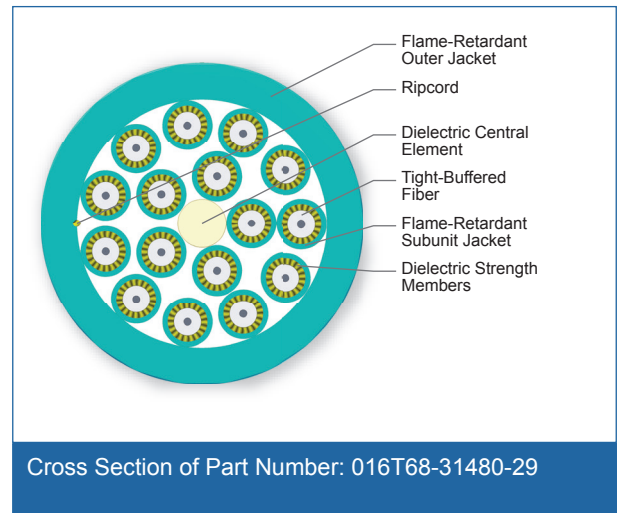 Flame-Retardant
Outer Jacket
Ripcord
Dielectric Central
Element
Tight-Buffered
Fiber
Flame-Retardant
Subunit Jacket
Dielectric Strength
Members
Cross Section of Part Number: 016T68-31480-29